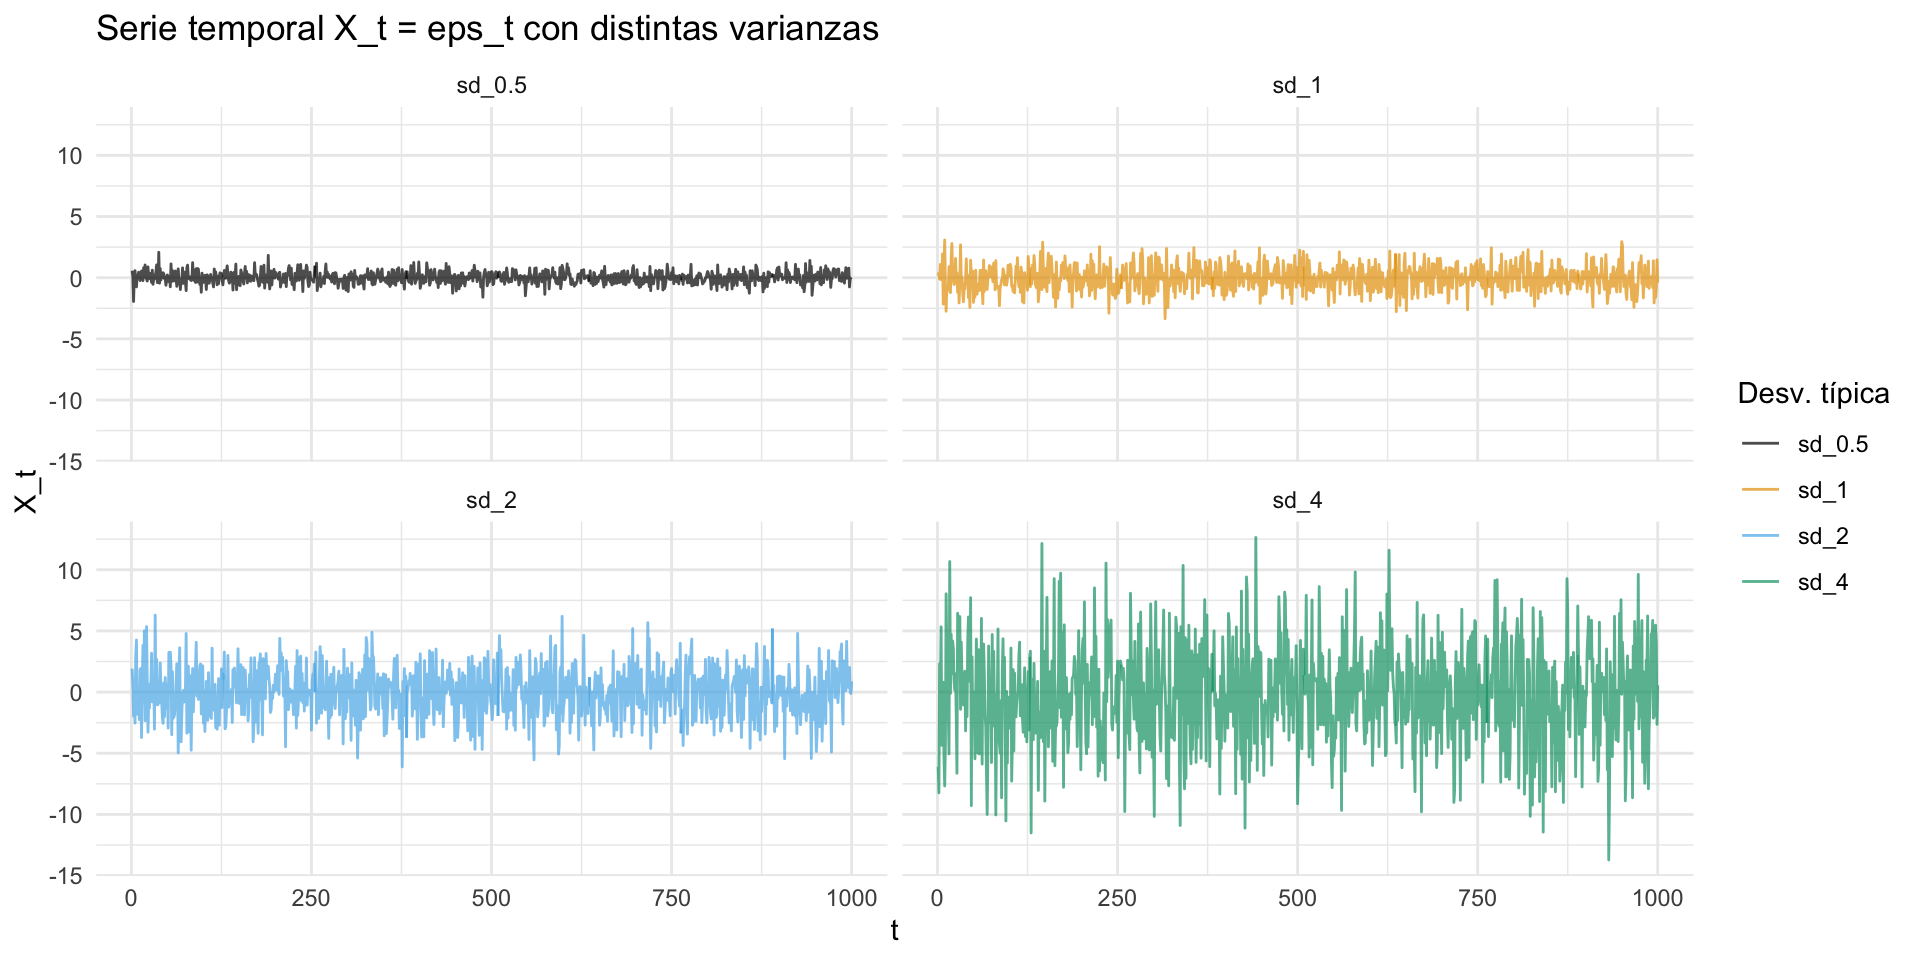 Serie temporal X_t = eps_t con distintas varianzas
sd_0.5
sd_1
10
5
0
-5
-10
-15
sd_2
sd_4
10
5
0
-5
-10
-15
0
250
500
750
1000
0
250
500
750
1000
t
X_t
Desv. típica
sd_0.5
sd_1
sd_2
sd_4